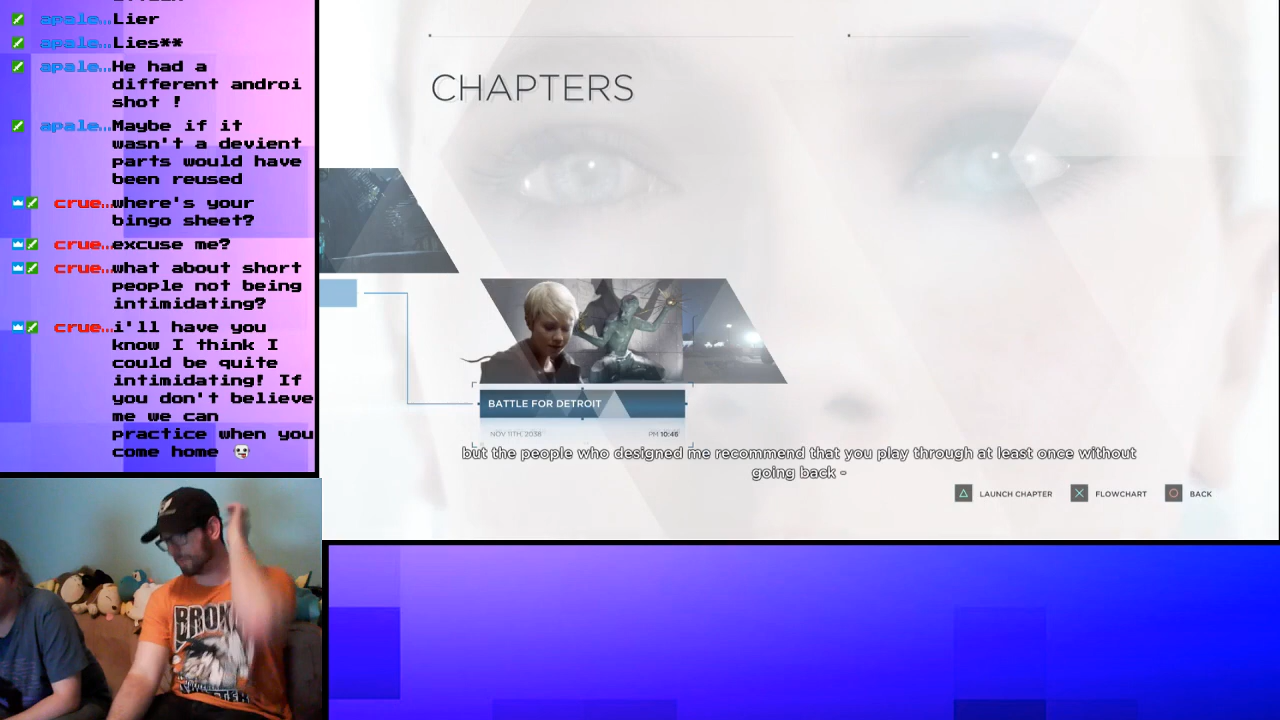 apale...Lier
apale...Lies**
apale...He had a
different androi
shot !
apale...Maybe if it
wasn't a devient
parts would have
been reused
crue...where's your
bingo sheet?
crue...excuse me?
crue...what about short
people not being
intimidating?
crue...i'll have you
know I think I
could be quite
intimidating! If
you don't believe
me we can
practice when you
come home
CHAPTERS
BATTLE FOR DETROIT
NOV 11TH, 2038 PM 10:46
but the people who designed me recommend that you play through at least once without
going back -
LAUNCH CHAPTER FLOWCHART BACK